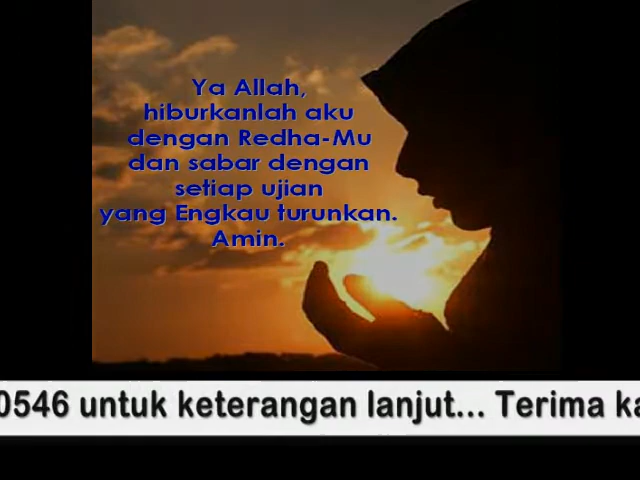 Ya Allah,
hiburkanlah aku
dengan Redha-Mu
dan sabar dengan
setiap ujian
yang Engkau turunkan.
Amin.
0546 untuk keterangan lanjut... Terima ka